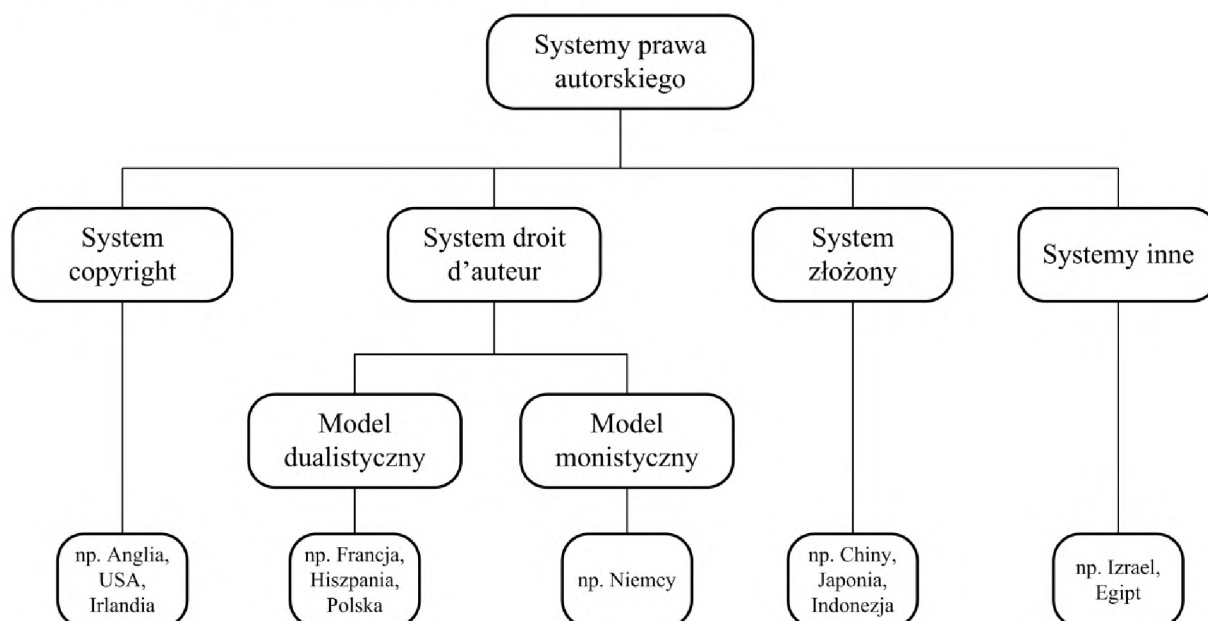 Systemy prawa
autorskiego
System
copyright
System droit
d’auteur
System
złożony
Systemy inne
Model
dualistyczny
Model
monistyczny
np. Anglia,
USA,
Irlandia
np. Francja,
Hiszpania,
Polska
np. Niemcy
np. Chiny,
Japonia,
Indonezja
np. Izrael,
Egipt